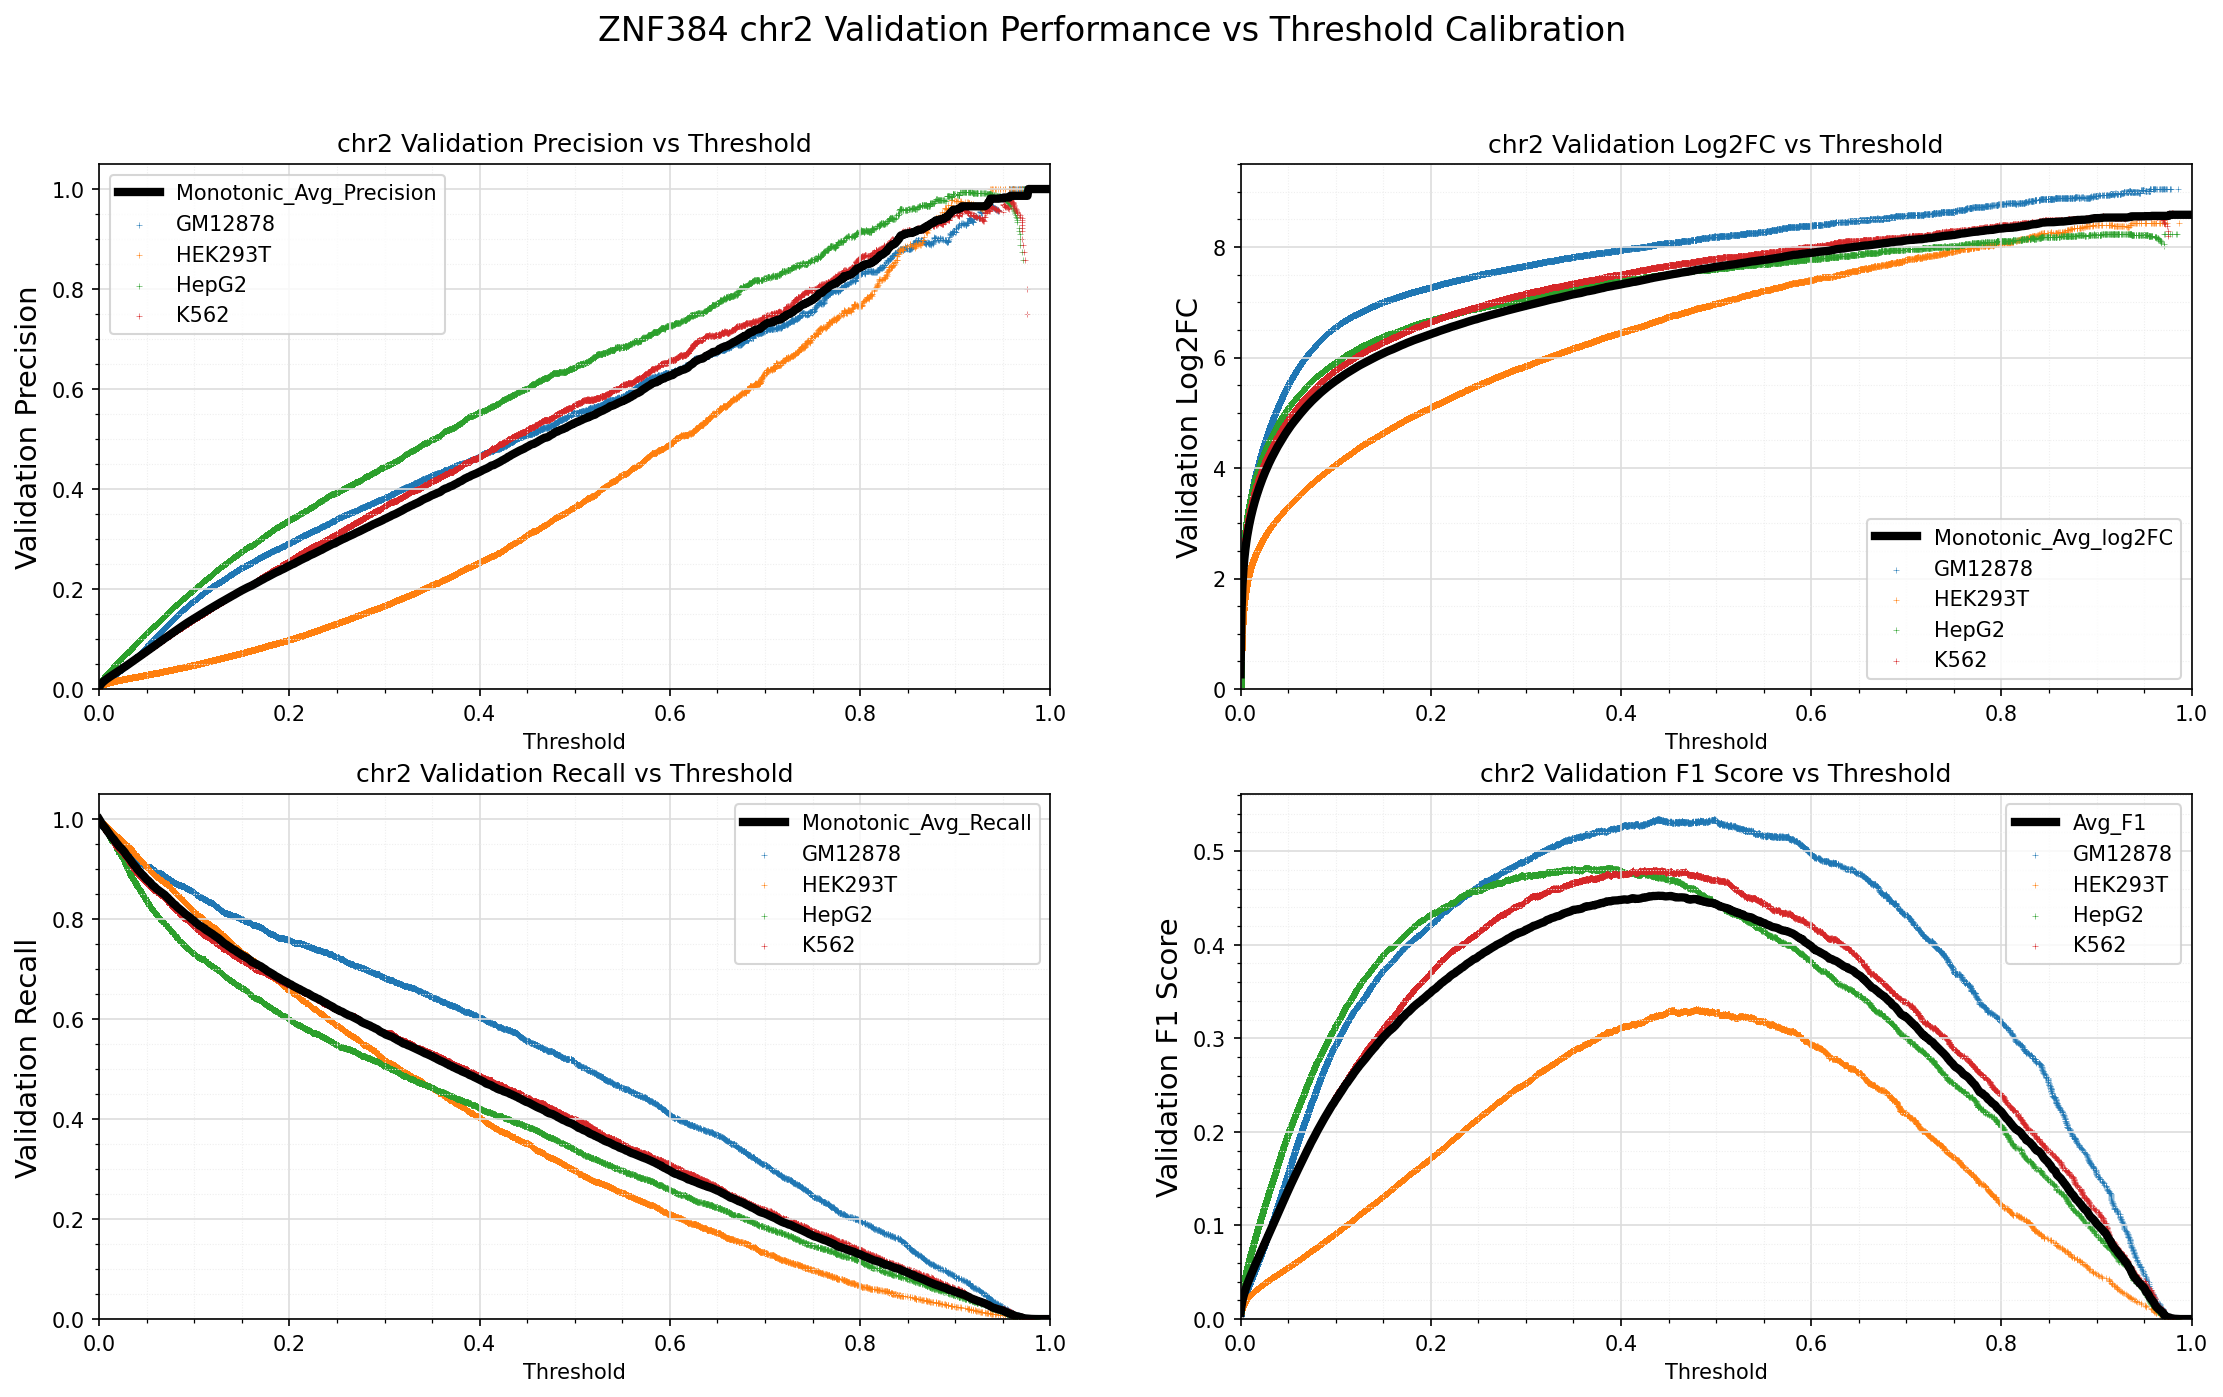 ZNF384 chr2 Validation Performance vs Threshold Calibration
chr2 Validation Precision vs Threshold
Validation Precision
1.0
0.8
0.6
0.4
0.2
0.0
Monotonic_Avg_Precision
GM12878
HEK293T
HepG2
K562
0.0 0.2 0.4 0.6 0.8 1.0
Threshold
chr2 Validation Log2FC vs Threshold
Validation Log2FC
8
6
4
2
0
Monotonic_Avg_log2FC
GM12878
HEK293T
HepG2
K562
0.0 0.2 0.4 0.6 0.8 1.0
Threshold
chr2 Validation Recall vs Threshold
Validation Recall
1.0
0.8
0.6
0.4
0.2
0.0
Monotonic_Avg_Recall
GM12878
HEK293T
HepG2
K562
0.0 0.2 0.4 0.6 0.8 1.0
Threshold
chr2 Validation F1 Score vs Threshold
Validation F1 Score
0.5
0.4
0.3
0.2
0.1
0.0
Avg_F1
GM12878
HEK293T
HepG2
K562
0.0 0.2 0.4 0.6 0.8 1.0
Threshold